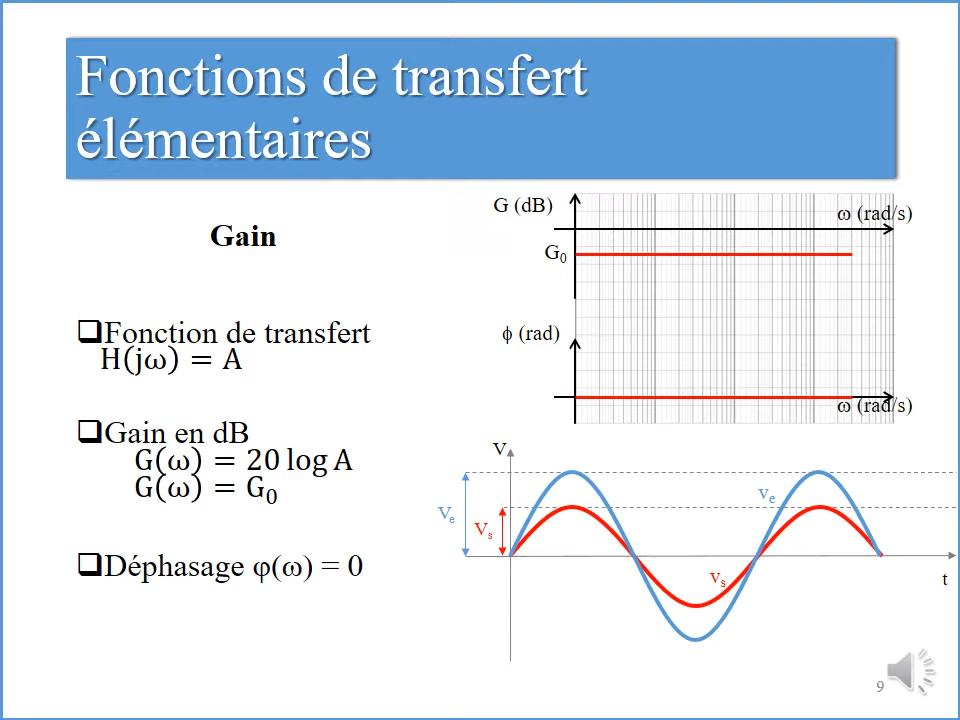 Fonctions de transfert
élémentaires
Gain
❑Fonction de transfert
H(jω) = A
❑Gain en dB
G(ω) = 20 log A
G(ω) = G₀
❑Déphasage φ(ω) = 0
G (dB)
ω (rad/s)
G₀
ϕ (rad)
ω (rad/s)
V
Vₑ
Vₛ
vₑ
vₛ
t
9